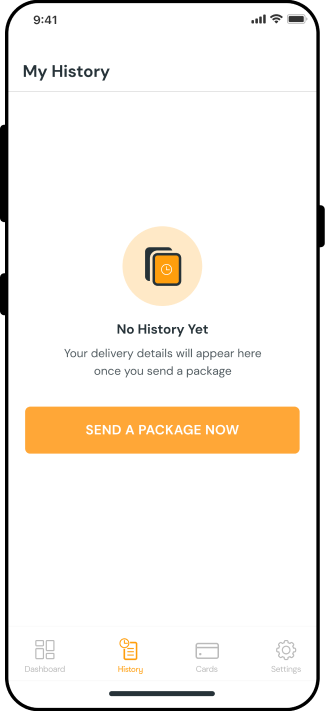 9:41
My History
No History Yet
Your delivery details will appear here
once you send a package
SEND A PACKAGE NOW
Dashboard
History
Cards
Settings